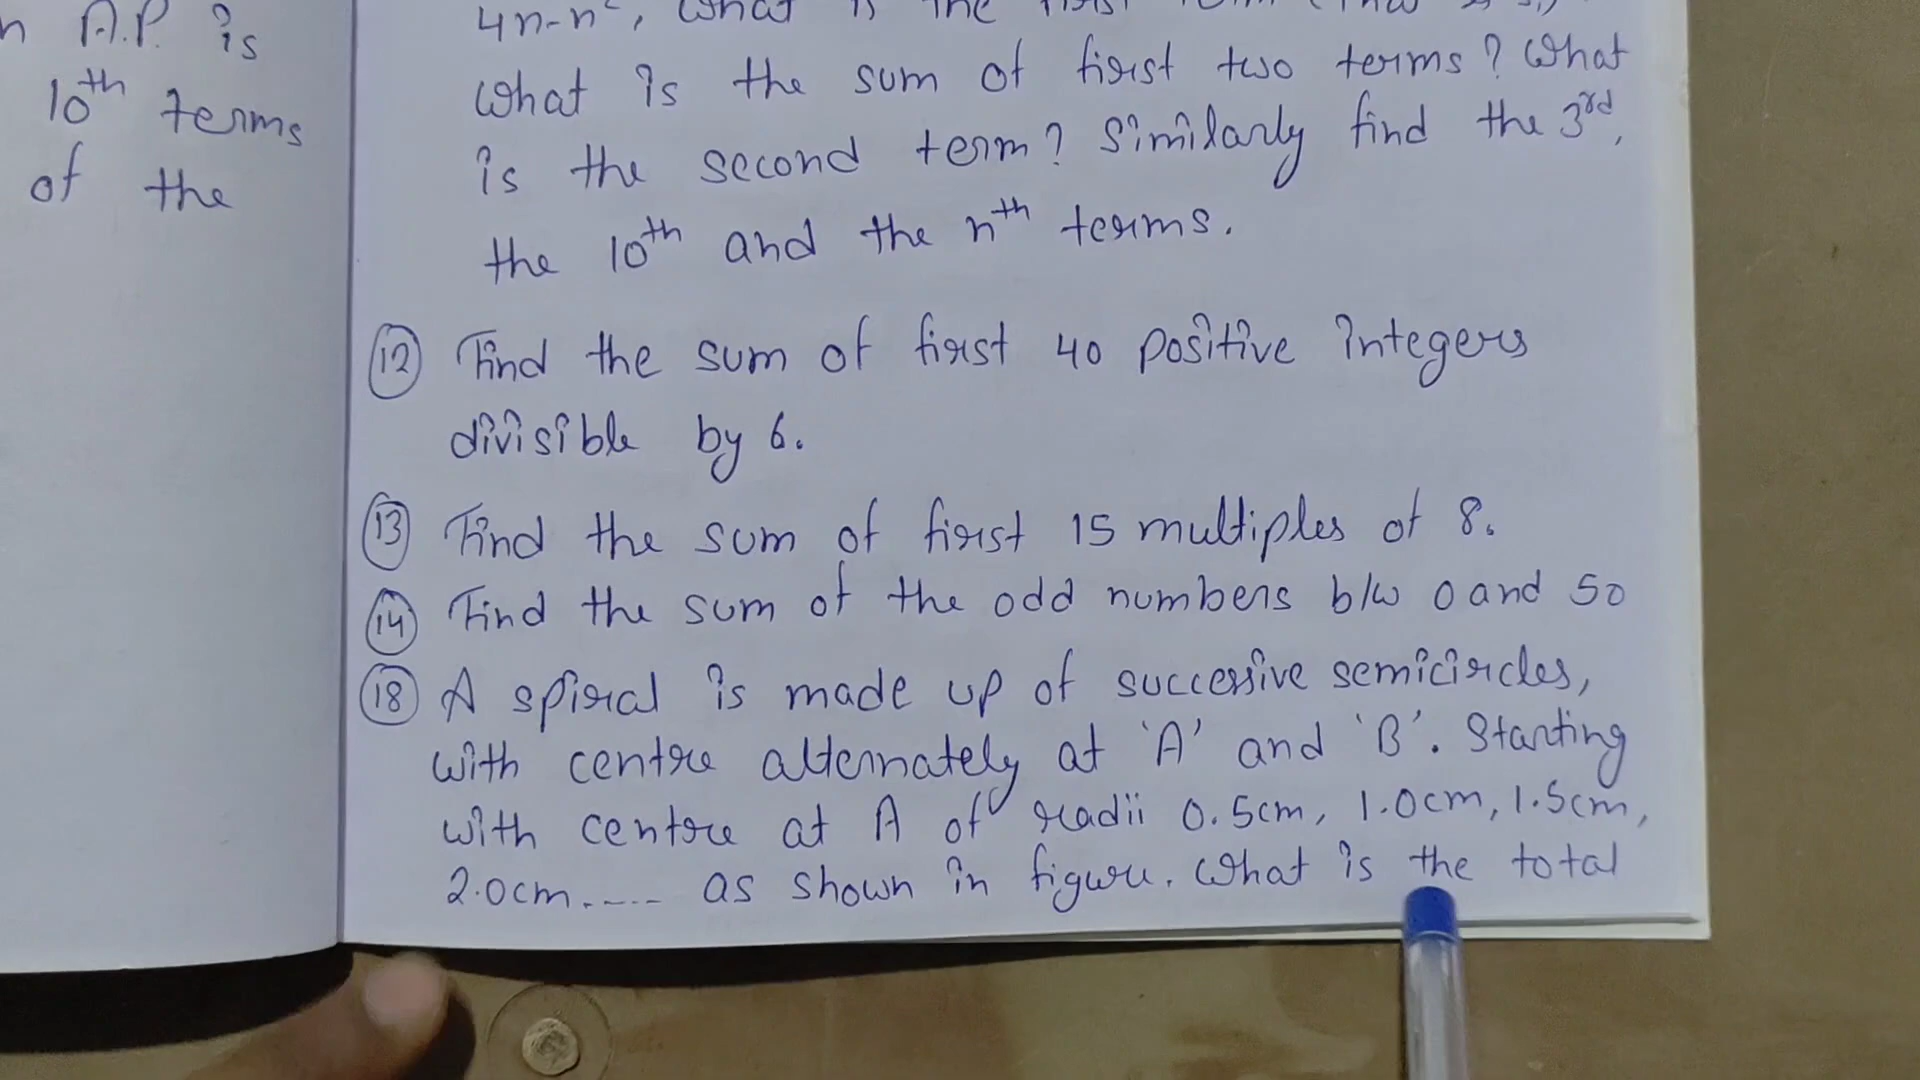 A.P. is
10th terms
of the
4n-n², what is the
what is the sum of first two terms? What
is the second term? Similarly find the 3rd,
the 10th and the nth terms.
12 Find the sum of first 40 positive integers
divisible by 6.
13 Find the sum of first 15 multiples of 8.
14 Find the sum of the odd numbers b/w 0 and 50
18 A spiral is made up of successive semicircles,
with centre alternately at 'A' and 'B'. Starting
with centre at A of radii 0.5cm, 1.0cm, 1.5cm,
2.0cm..... as shown in figure. What is the total